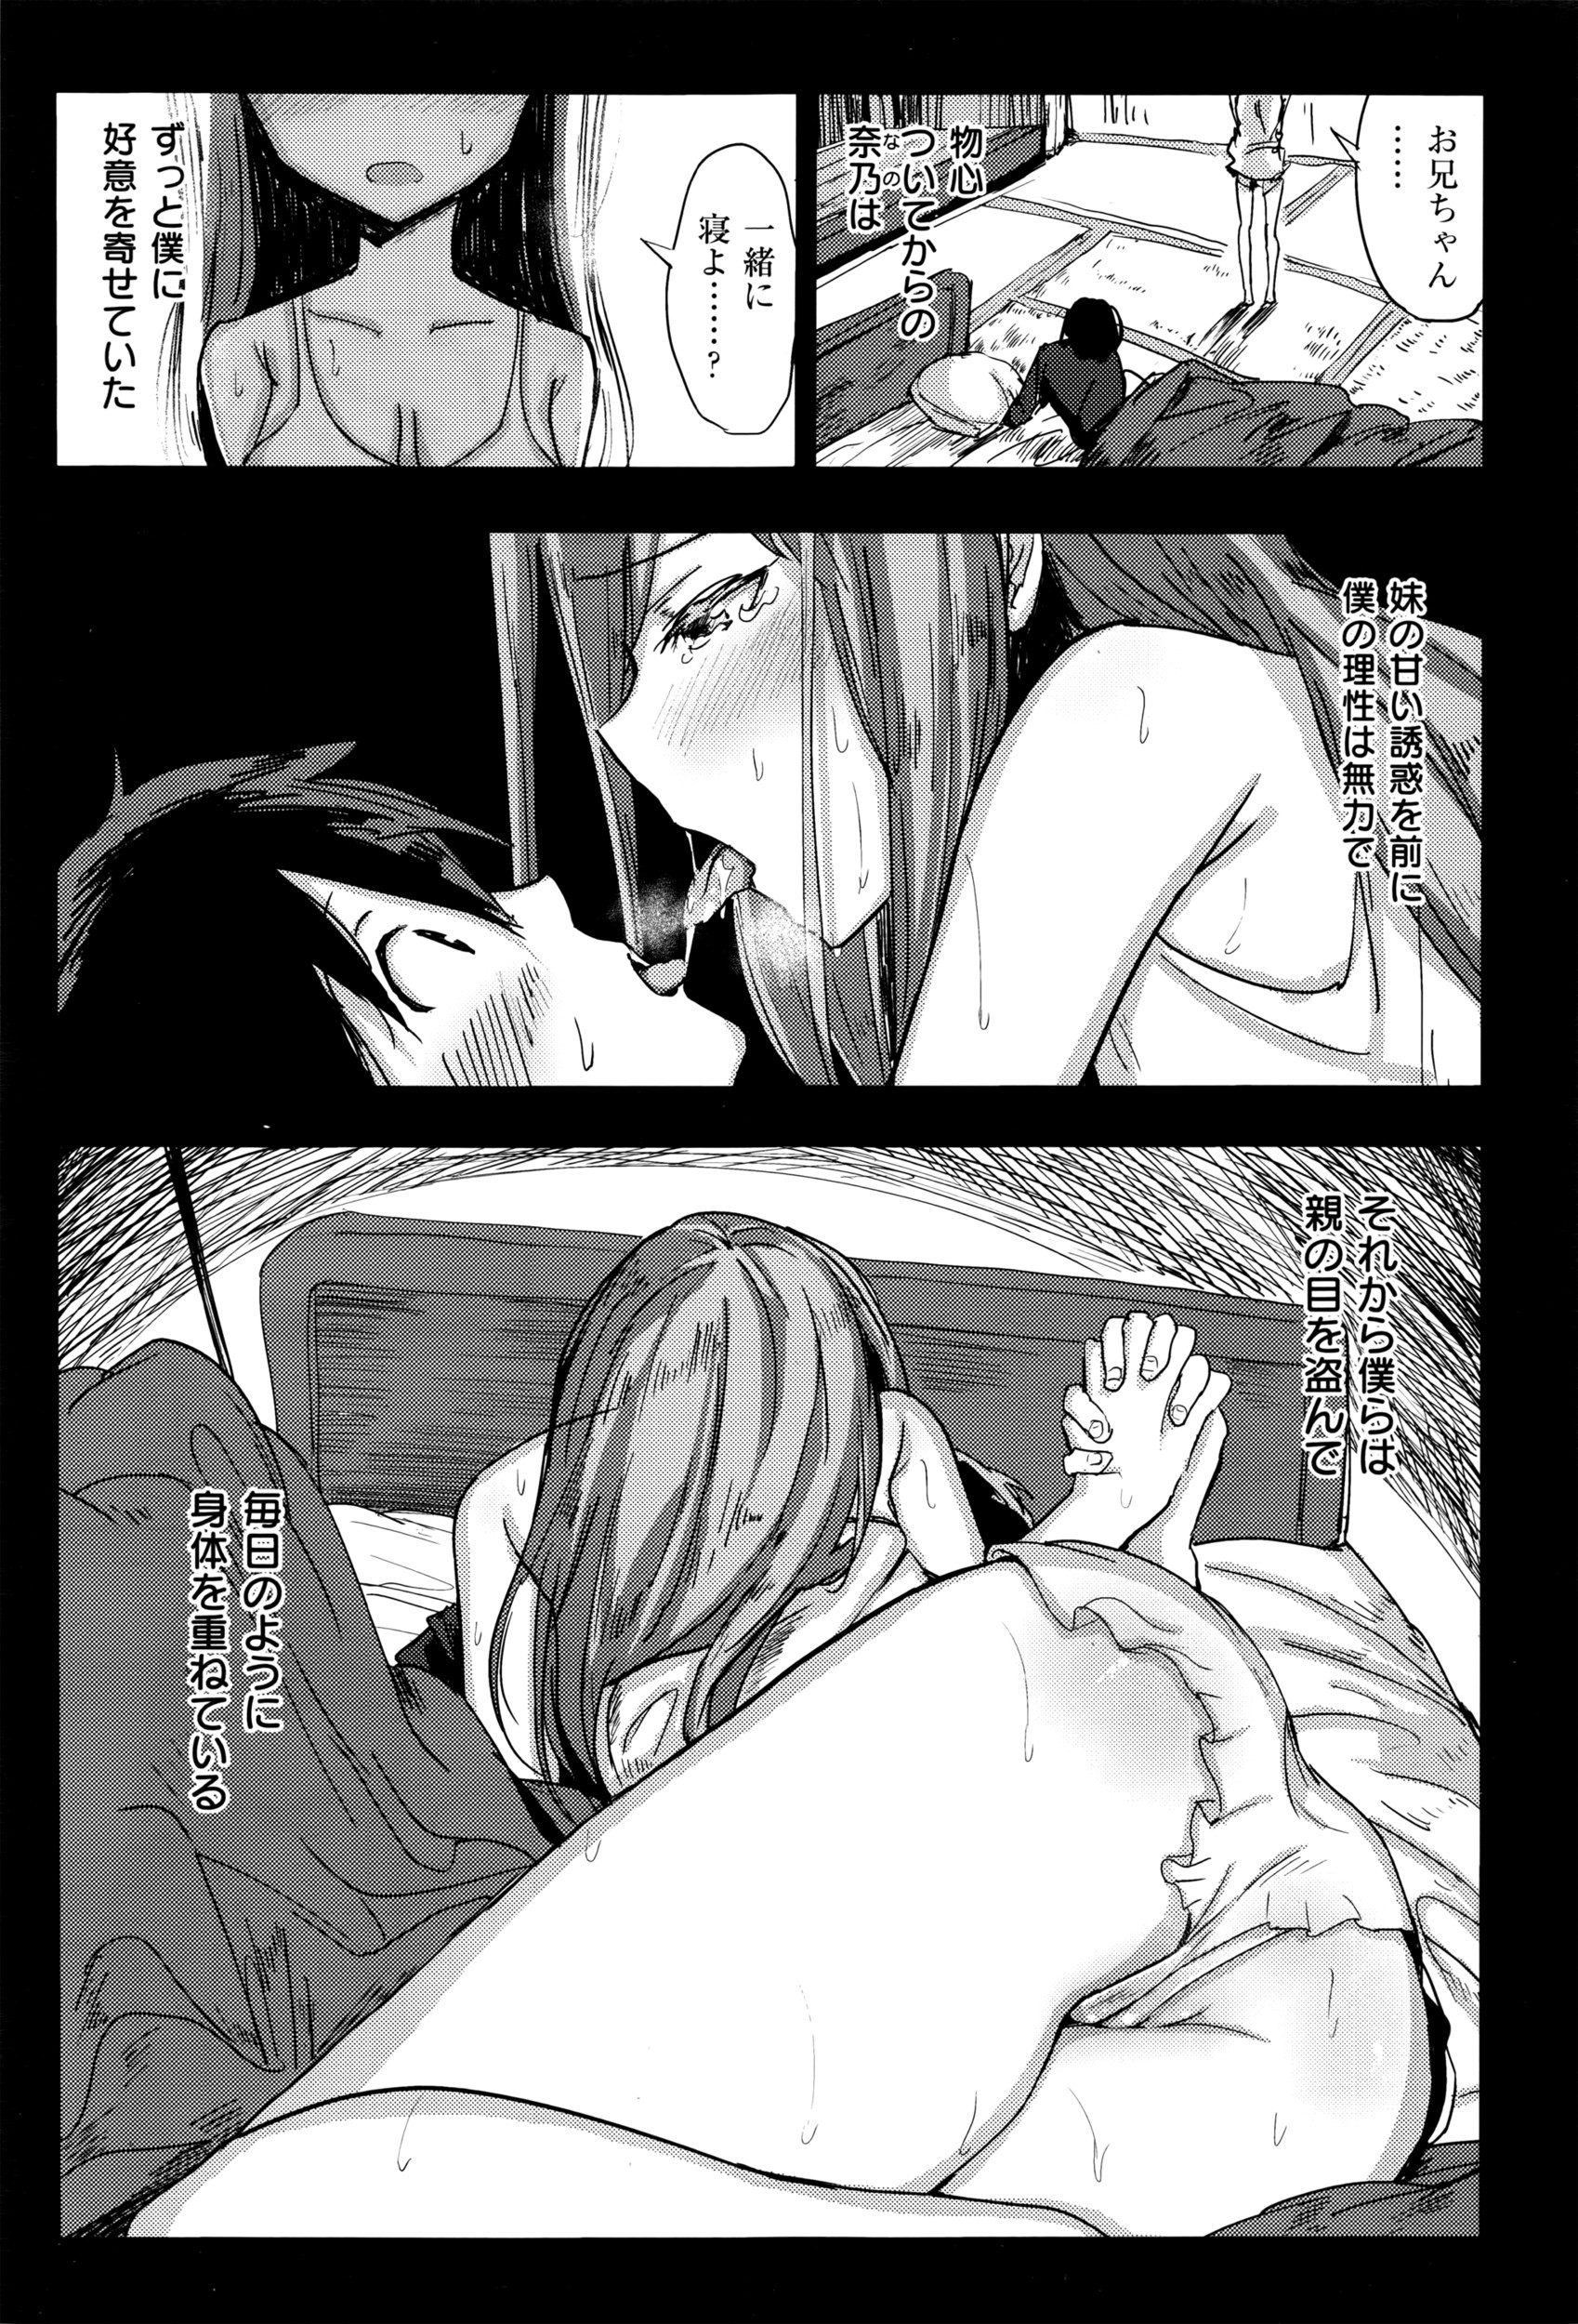 お兄ちゃん
……
物心
ついてからの
奈乃は
なの
一緒に
寝よ……?
ずっと僕に
好意を寄せていた
妹の甘い誘惑を前に
僕の理性は無力で
それから僕らは
親の目を盗んで
毎日のように
身体を重ねている